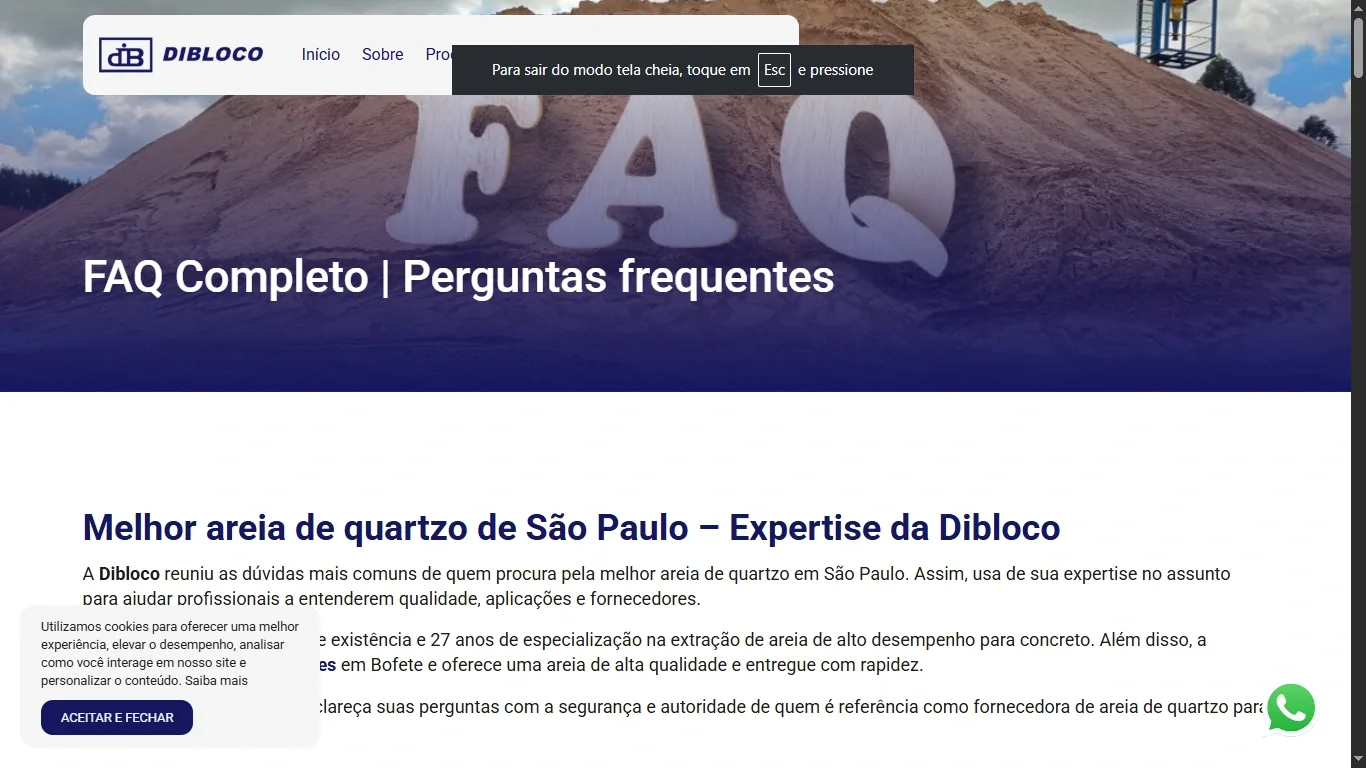 DIB DIBLOCO Início Sobre
Para sair do modo tela cheia, toque em Esc e pressione
FAQ
FAQ Completo | Perguntas frequentes
Melhor areia de quartzo de São Paulo – Expertise da Dibloco
A Dibloco reuniu as dúvidas mais comuns de quem procura pela melhor areia de quartzo em São Paulo. Assim, usa de sua expertise no assunto
para ajudar profissionais a entenderem qualidade, aplicações e fornecedores.
e existência e 27 anos de especialização na extração de areia de alto desempenho para concreto. Além disso, a
es em Bofete e oferece uma areia de alta qualidade e entregue com rapidez.
clareça suas perguntas com a segurança e autoridade de quem é referência como fornecedora de areia de quartzo para
Utilizamos cookies para oferecer uma melhor
experiência, elevar o desempenho, analisar
como você interage em nosso site e
personalizar o conteúdo. Saiba mais
ACEITAR E FECHAR